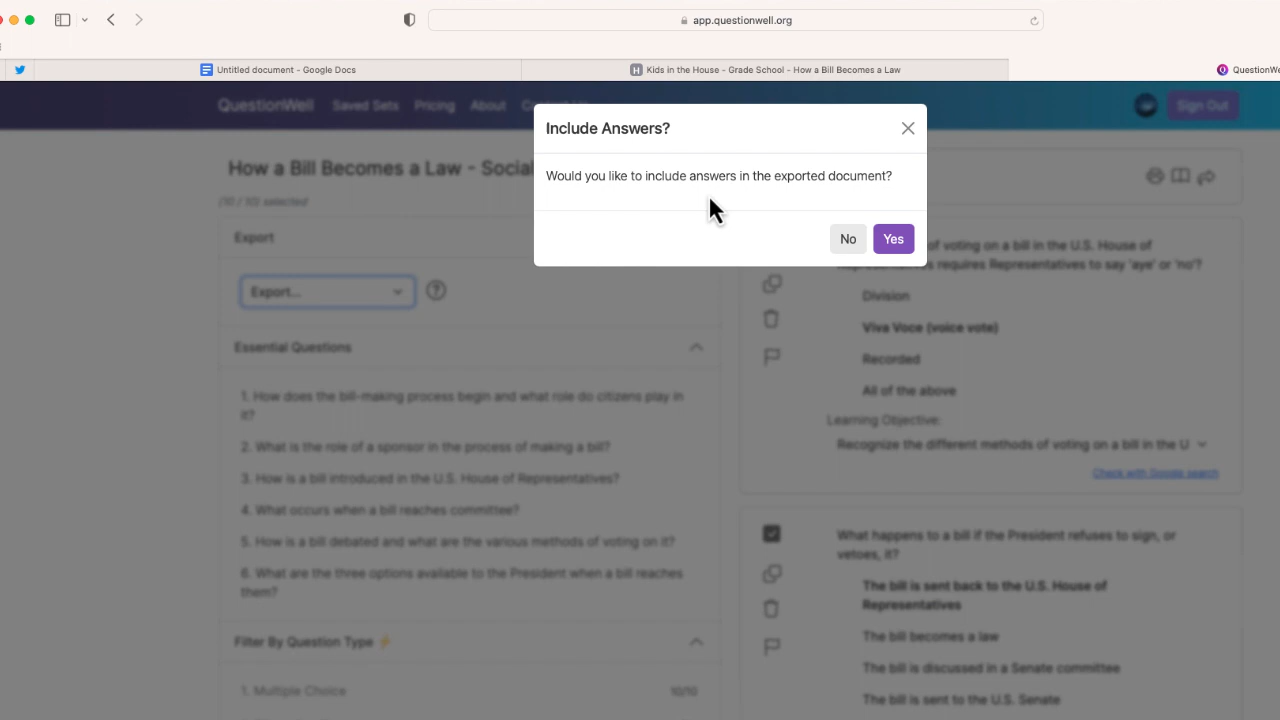 app.questionwell.org
Untitled document - Google Docs
Kids in the House - Grade School - How a Bill Becomes a Law
QuestionWe
QuestionWell
Saved Sets
Pricing
About
Sign Out
Include Answers?
Would you like to include answers in the exported document?
No
Yes
How a Bill Becomes a Law - Social
(10 / 10) selected
Export
Export...
Essential Questions
1. How does the bill-making process begin and what role do citizens play in
it?
2. What is the role of a sponsor in the process of making a bill?
3. How is a bill introduced in the U.S. House of Representatives?
4. What occurs when a bill reaches committee?
5. How is a bill debated and what are the various methods of voting on it?
6. What are the three options available to the President when a bill reaches
them?
Filter By Question Type ⚡
1. Multiple Choice
10/10
of voting on a bill in the U.S. House of
Representatives requires Representatives to say 'aye' or 'no'?
Division
Viva Voce (voice vote)
Recorded
All of the above
Learning Objective:
Recognize the different methods of voting on a bill in the U
Check with Google search
What happens to a bill if the President refuses to sign, or
vetoes, it?
The bill is sent back to the U.S. House of
Representatives
The bill becomes a law
The bill is discussed in a Senate committee
The bill is sent to the U.S. Senate